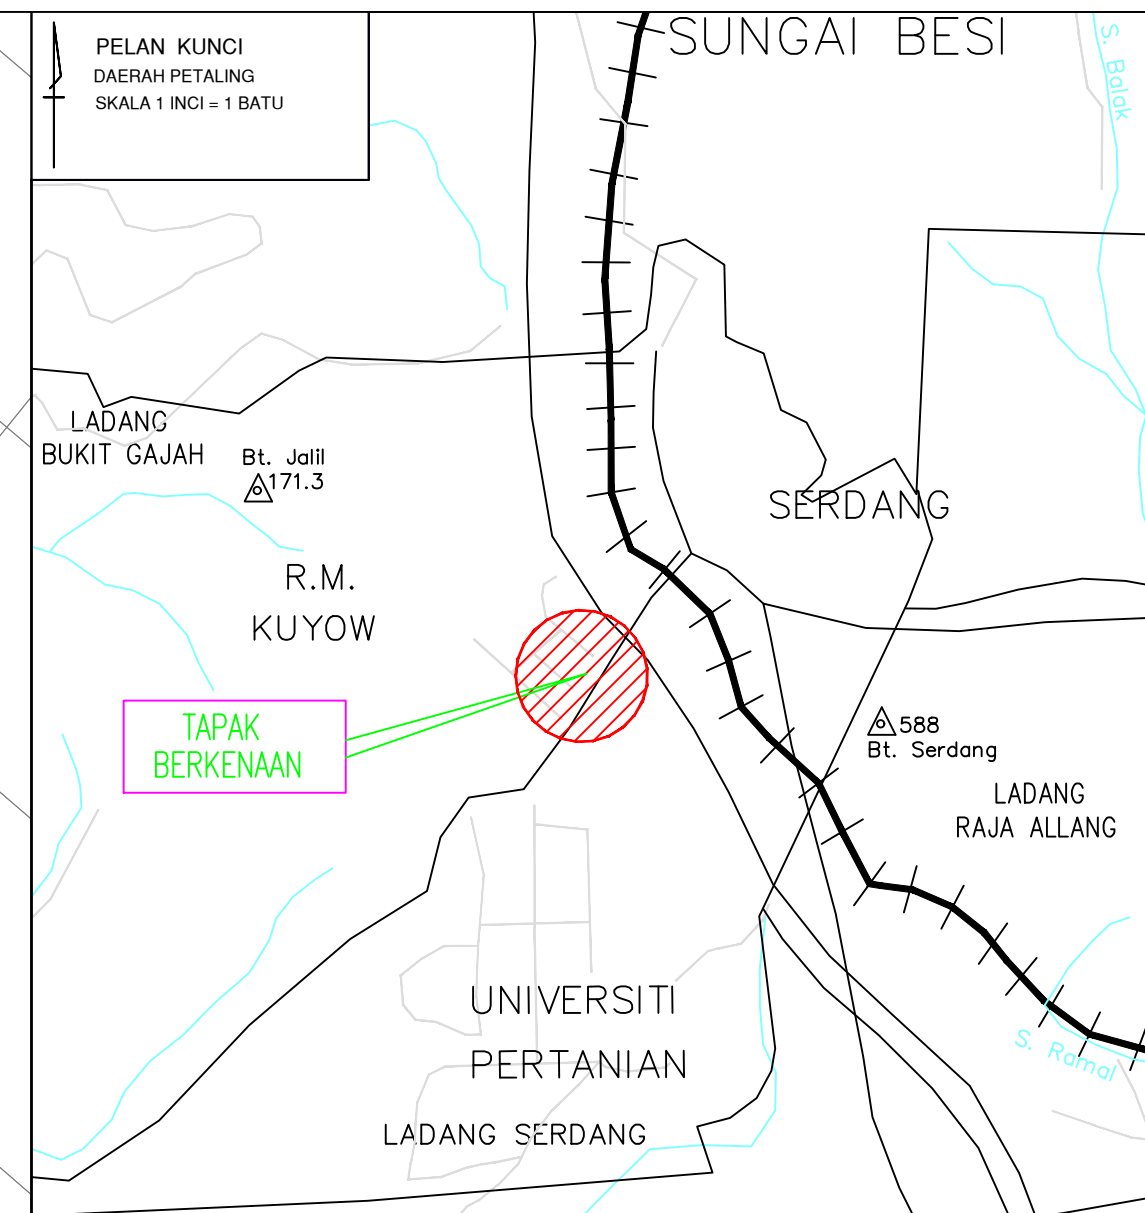 PELAN KUNCI
DAERAH PETALING
SKALA 1 INCI = 1 BATU
SUNGAI BESI
S. Balak
LADANG
BUKIT GAJAH
Bt. Jalil
171.3
SERDANG
R.M.
KUYOW
TAPAK
BERKENAAN
588
Bt. Serdang
LADANG
RAJA ALLANG
UNIVERSITI
PERTANIAN
S. Ramal
LADANG SERDANG